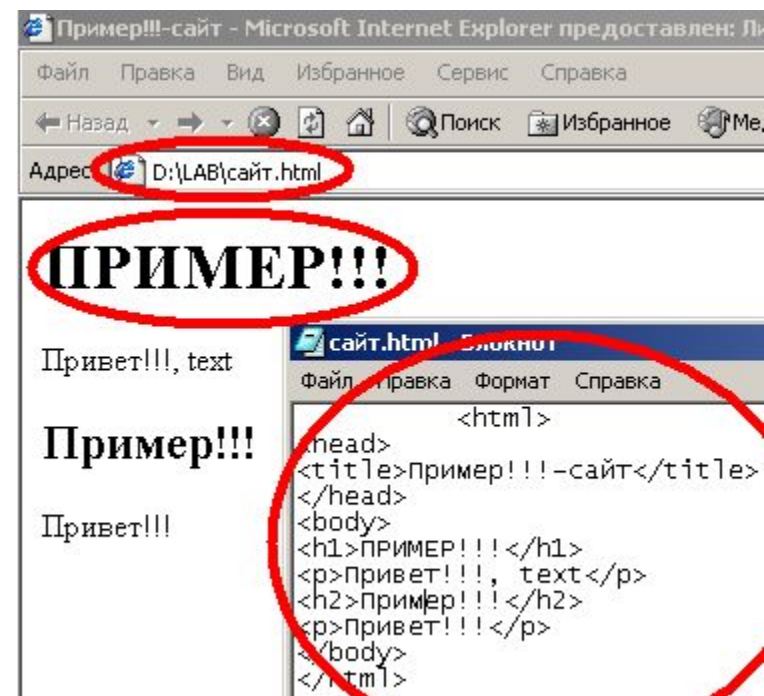 Пример!!!-сайт - Microsoft Internet Explorer предоставлен:
Файл Правка Вид Избранное Сервис Справка
Назад Поиск Избранное
Адрес D:\LAB\сайт.html
ПРИМЕР!!!
Привет!!!, text
Пример!!!
Привет!!!
сайт.html - Блокнот
Файл Правка Формат Справка
<html>
<head>
<title>Пример!!!-сайт</title>
</head>
<body>
<h1>ПРИМЕР!!!</h1>
<p>Привет!!!, text</p>
<h2>Пример!!!</h2>
<p>Привет!!!</p>
</body>
</html>